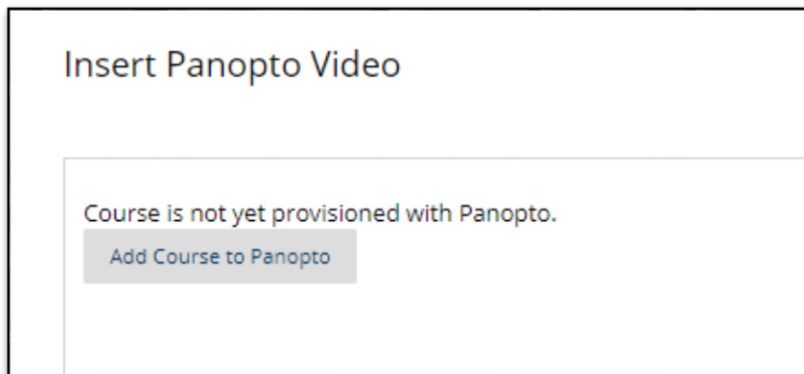 Insert Panopto Video
Course is not yet provisioned with Panopto.
Add Course to Panopto